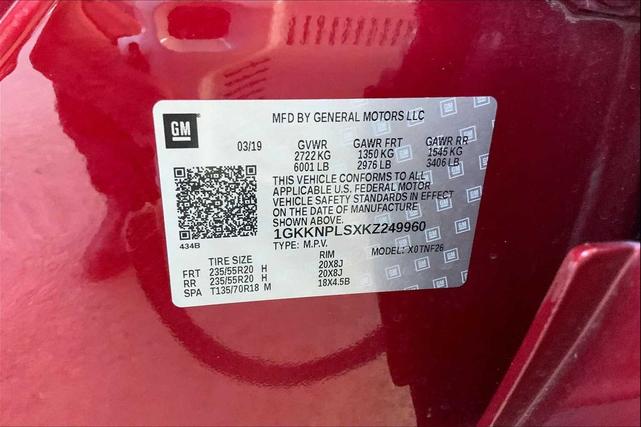 GM
MFD BY GENERAL MOTORS LLC
03/19 GVWR GAWR FRT GAWR RR
2722 KG 1350 KG 1545 KG
6001 LB 2976 LB 3406 LB
THIS VEHICLE CONFORMS TO ALL
APPLICABLE U.S. FEDERAL MOTOR
VEHICLE SAFETY STANDARDS IN EFFECT
ON THE DATE OF MANUFACTURE
SHOWN ABOVE.
1GKKNPLSXKZ249960
434B
TYPE: M.P.V. MODEL: X0TNF26
TIRE SIZE RIM
FRT 235/55R20 H 20X8J
RR 235/55R20 H 20X8J
SPA T135/70R18 M 18X4.5B